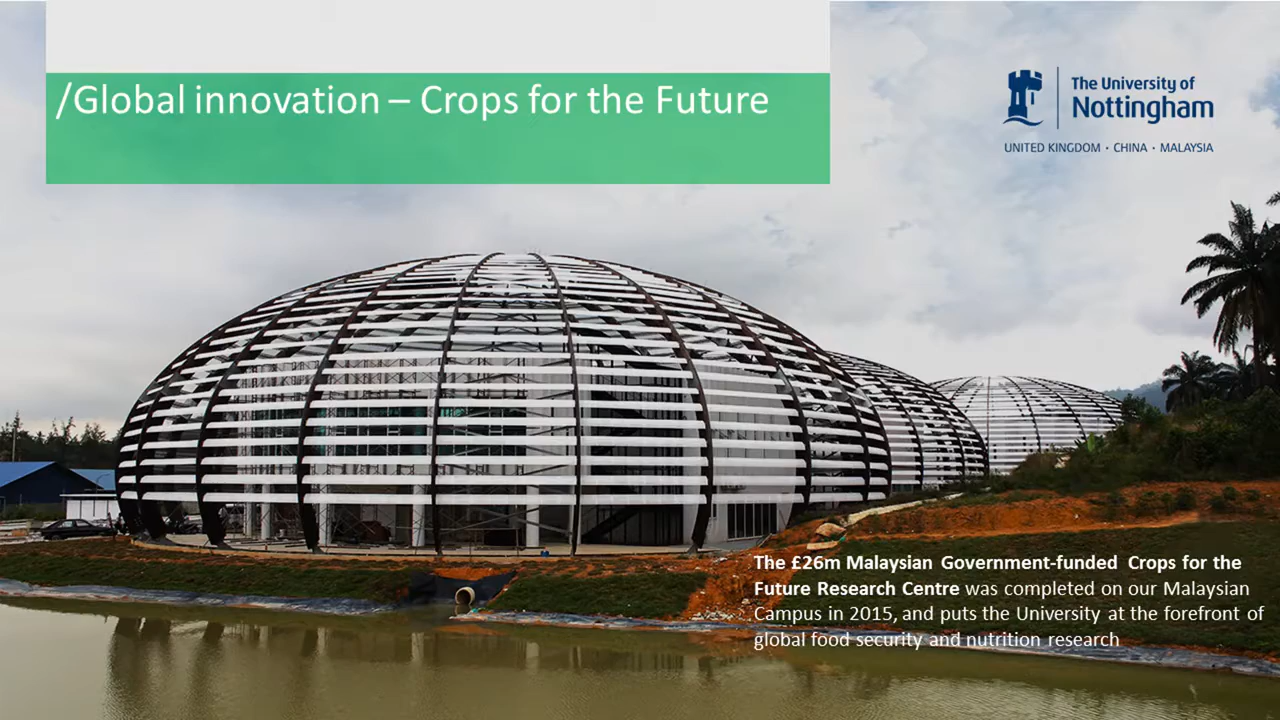 /Global innovation – Crops for the Future
The University of
Nottingham
UNITED KINGDOM · CHINA · MALAYSIA
The £26m Malaysian Government-funded Crops for the
Future Research Centre was completed on our Malaysian
Campus in 2015, and puts the University at the forefront of
global food security and nutrition research